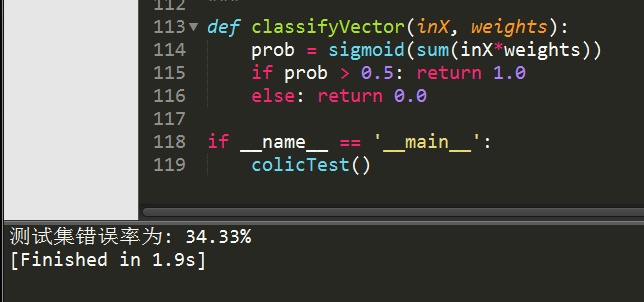 112
113 def classifyVector(inX, weights):
114     prob = sigmoid(sum(inX*weights))
115     if prob > 0.5: return 1.0
116     else: return 0.0
117
118 if __name__ == '__main__':
119     colicTest()
测试集错误率为: 34.33%
[Finished in 1.9s]